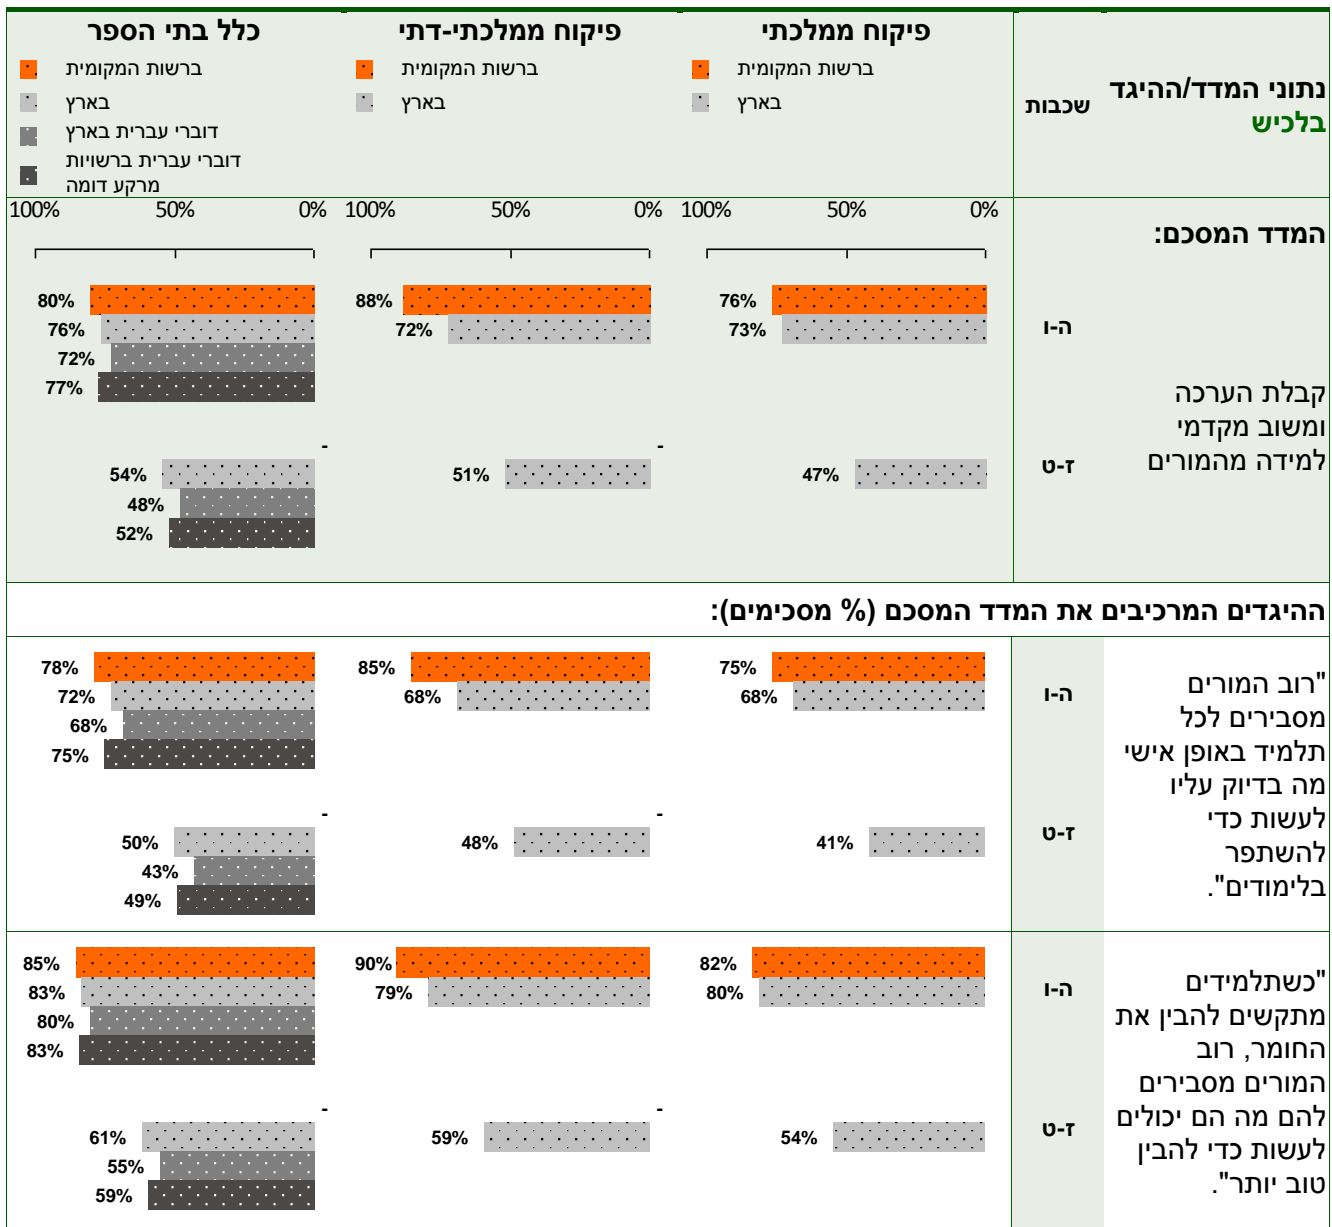 נתוני המדד/ההיגד
בלכיש
שכבות
פיקוח ממלכתי
ברשות המקומית
בארץ
פיקוח ממלכתי-דתי
ברשות המקומית
בארץ
כלל בתי הספר
ברשות המקומית
בארץ
דוברי עברית בארץ
דוברי עברית ברשויות
מרקע דומה
0% 50% 100%
0% 50% 100%
0% 50% 100%
המדד המסכם:
קבלת הערכה
ומשוב מקדמי
למידה מהמורים
ה-ו
76%
73%
88%
72%
80%
76%
72%
77%
ז-ט
47%
-
51%
-
54%
48%
52%
ההיגדים המרכיבים את המדד המסכם (% מסכימים):
"רוב המורים
מסבירים לכל
תלמיד באופן אישי
מה בדיוק עליו
לעשות כדי
להשתפר
בלימודים".
ה-ו
75%
68%
85%
68%
78%
72%
68%
75%
ז-ט
41%
-
48%
-
50%
43%
49%
"כשתלמידים
מתקשים להבין את
החומר, רוב
המורים מסבירים
להם מה הם יכולים
לעשות כדי להבין
טוב יותר".
ה-ו
82%
80%
90%
79%
85%
83%
80%
83%
ז-ט
54%
-
59%
-
61%
55%
59%